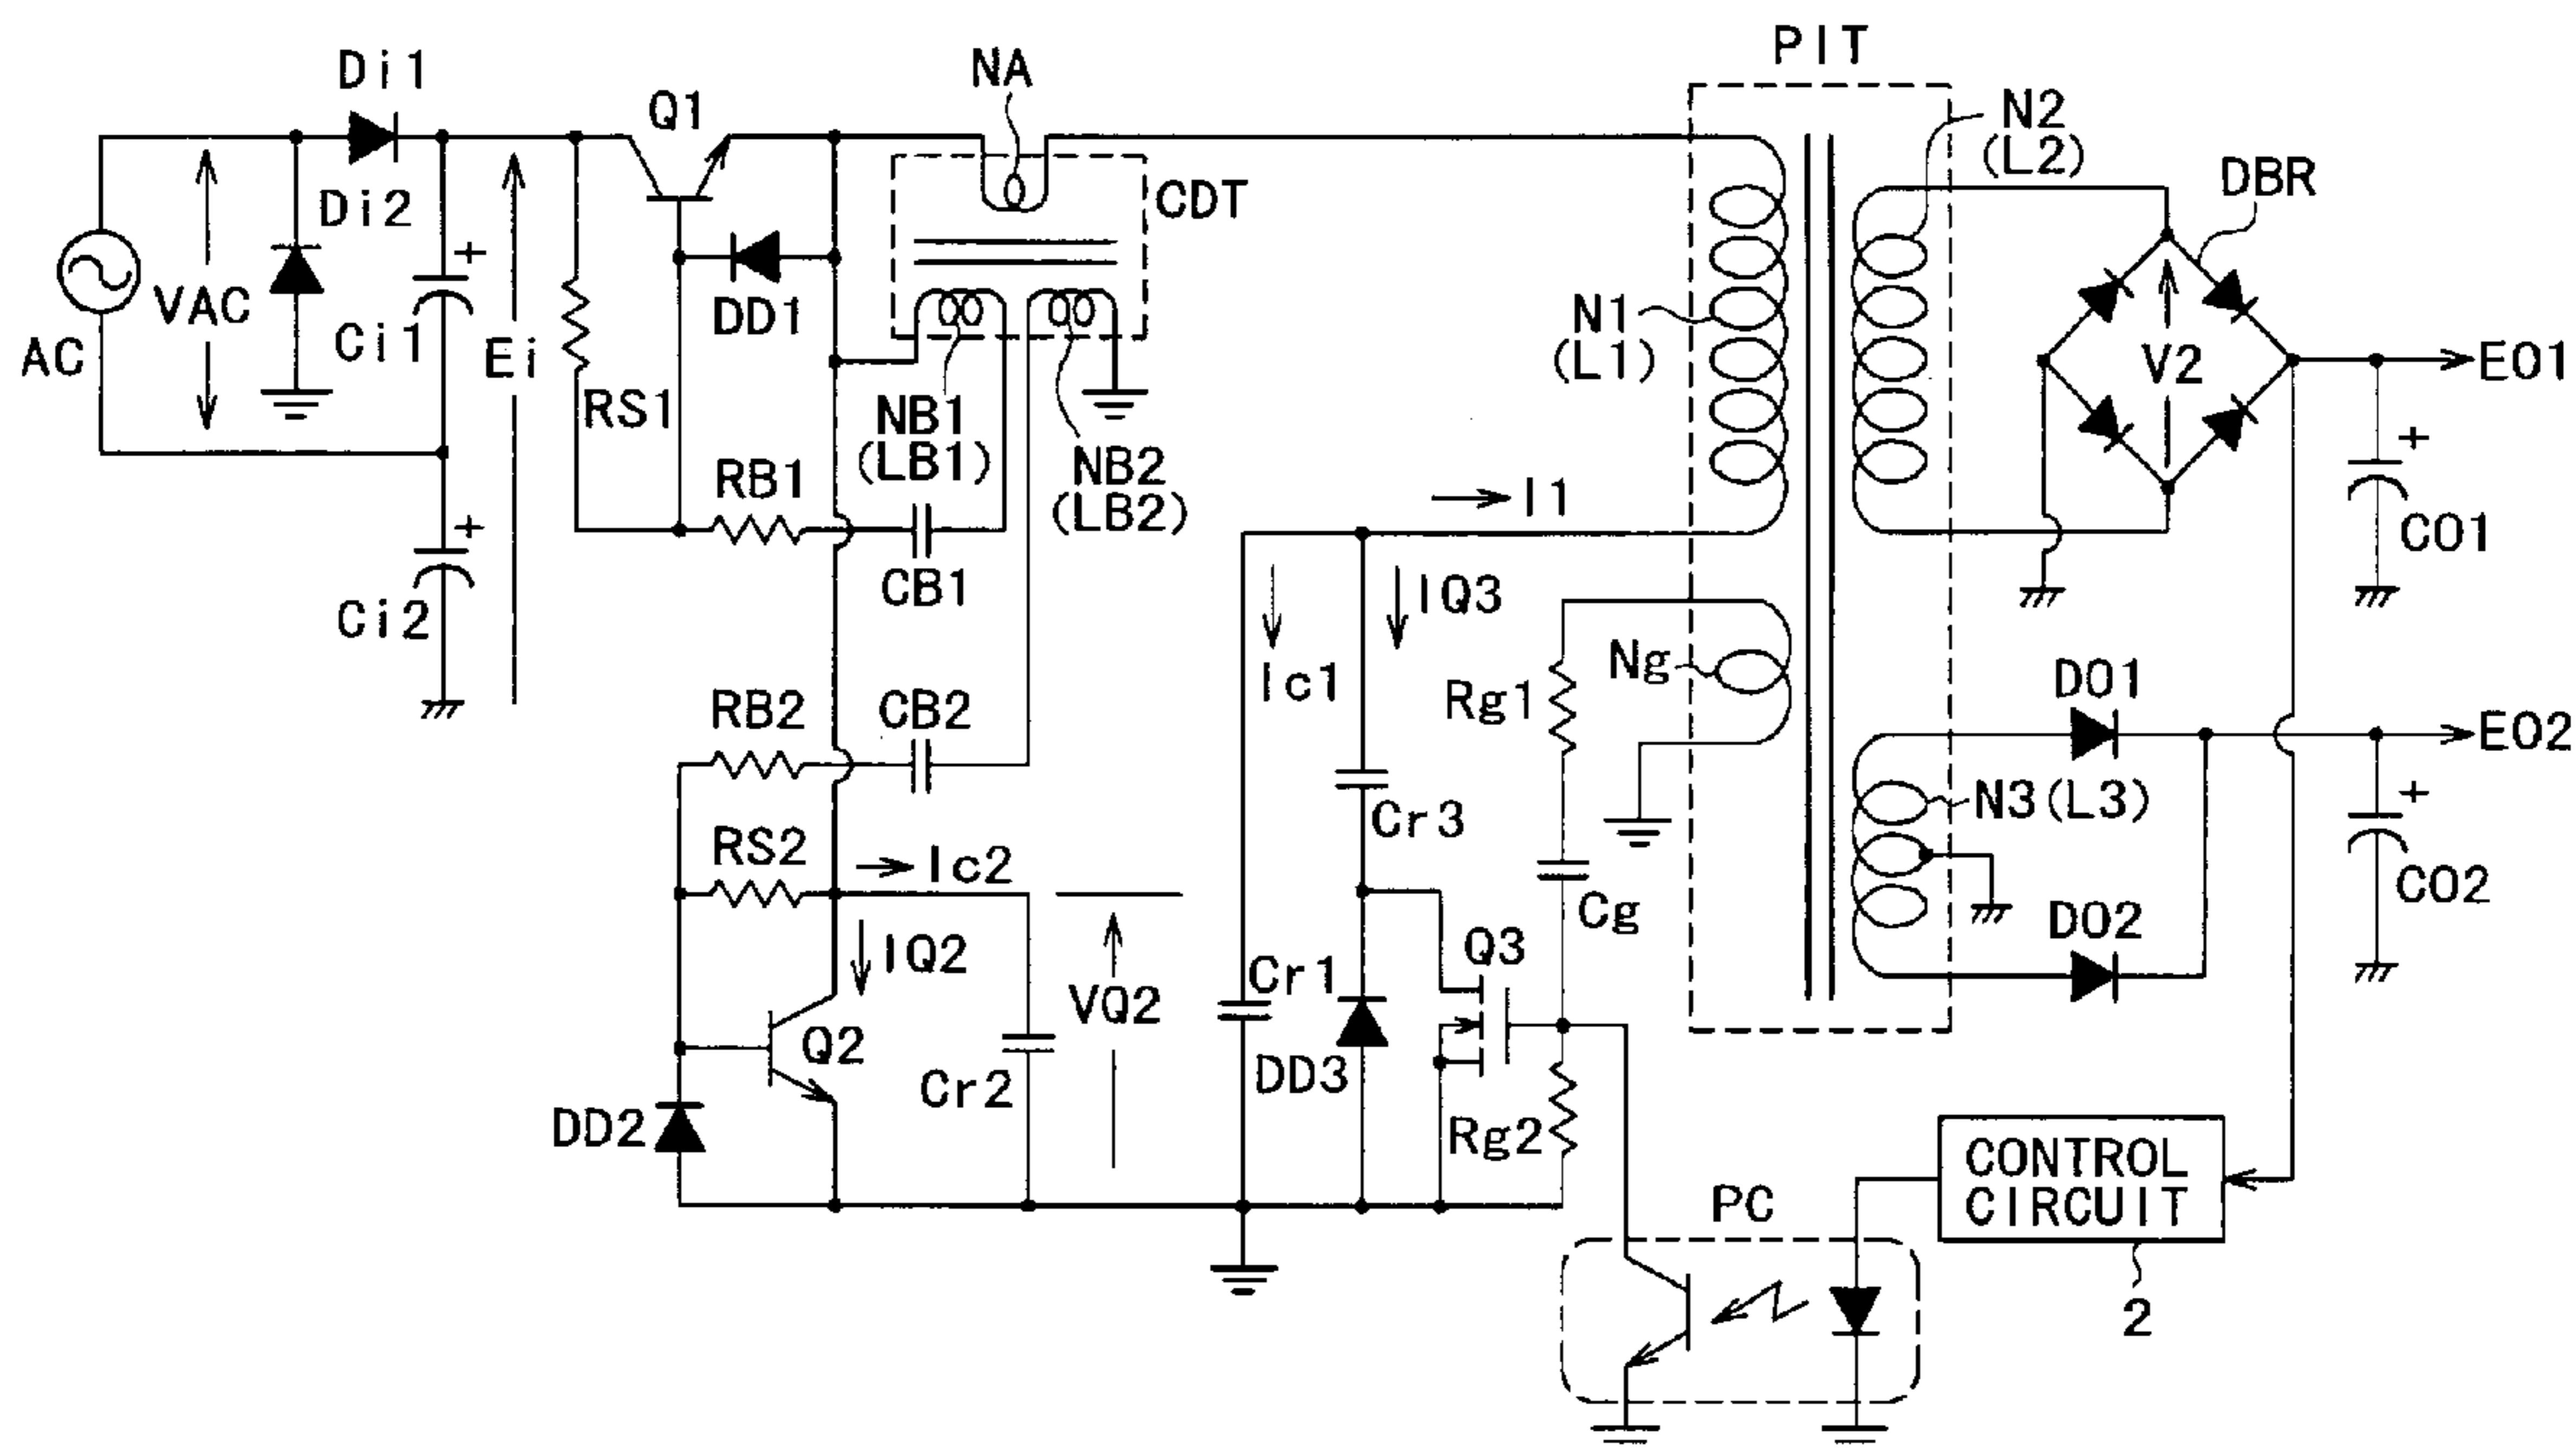 PIT
NA
Di1
Q1
N2
(L2)
DBR
CDT
Di2
VAC
DD1
Ci1
Ei
AC
N1
(L1)
V2
EO1
RS1
NB1
(LB1)
NB2
(LB2)
RB1
I1
CO1
CB1
IQ3
Ci2
Ic1
Ng
Rg1
DO1
RB2
CB2
EO2
Cr3
N3(L3)
RS2
Ic2
Cg
CO2
DO2
IQ2
Q3
Cr1
VQ2
Q2
Cr2
DD3
DD2
Rg2
CONTROL
CIRCUIT
PC
2
+
+
+
+